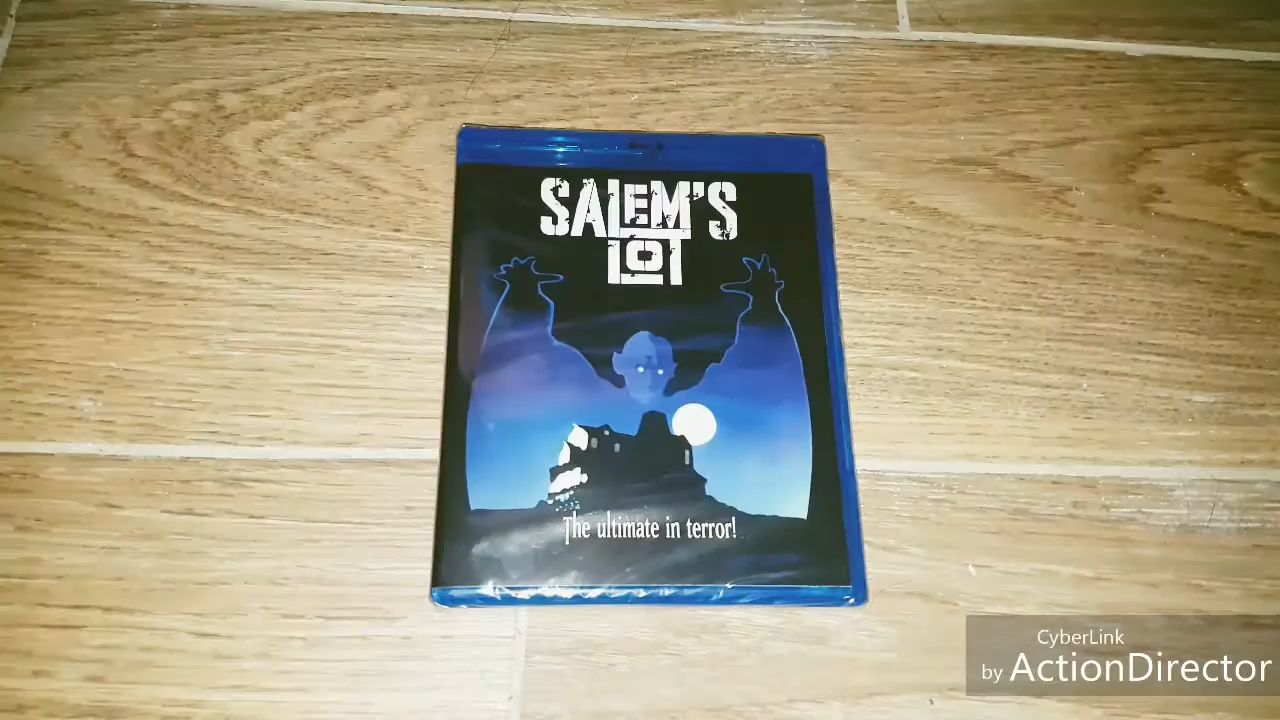 SALEM'S
LOT
The ultimate in terror!
CyberLink
by ActionDirector